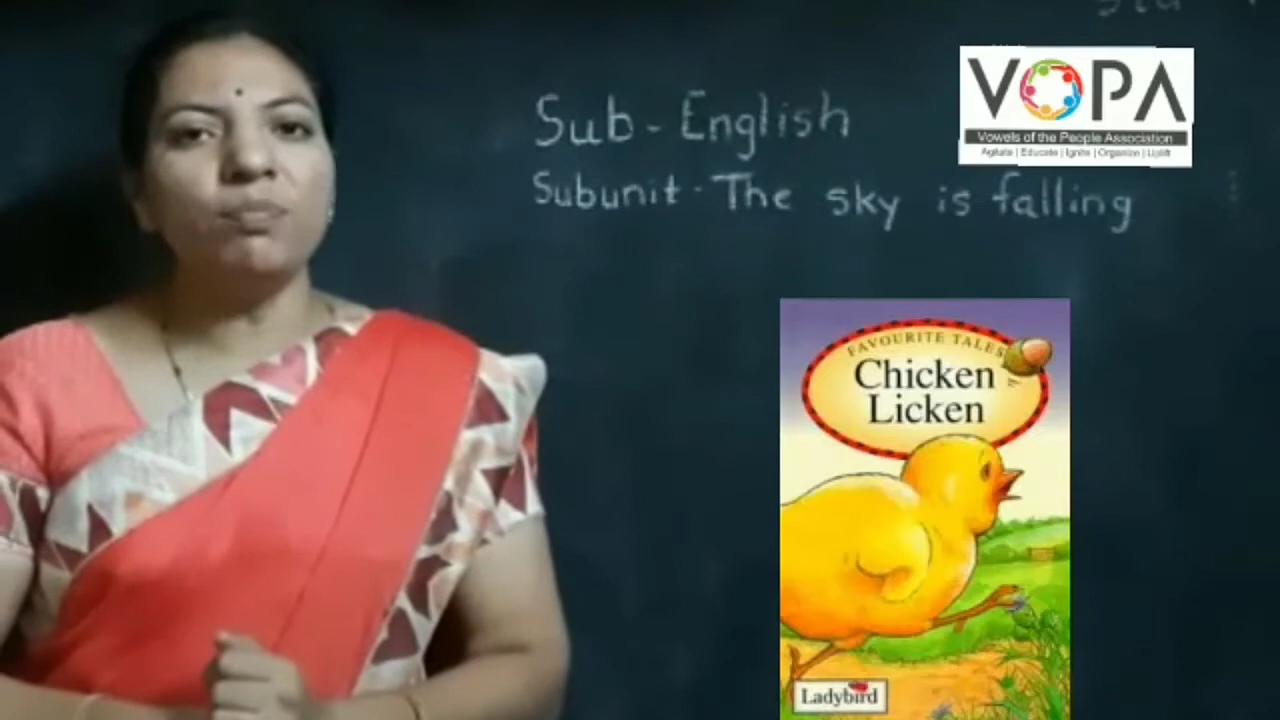 Std
Sub - English
Subunit - The sky is falling
VOPA
Vowels of the People Association
Agitate | Educate | Ignite | Organize | Uplift
FAVOURITE TALES
Chicken
Licken
Ladybird